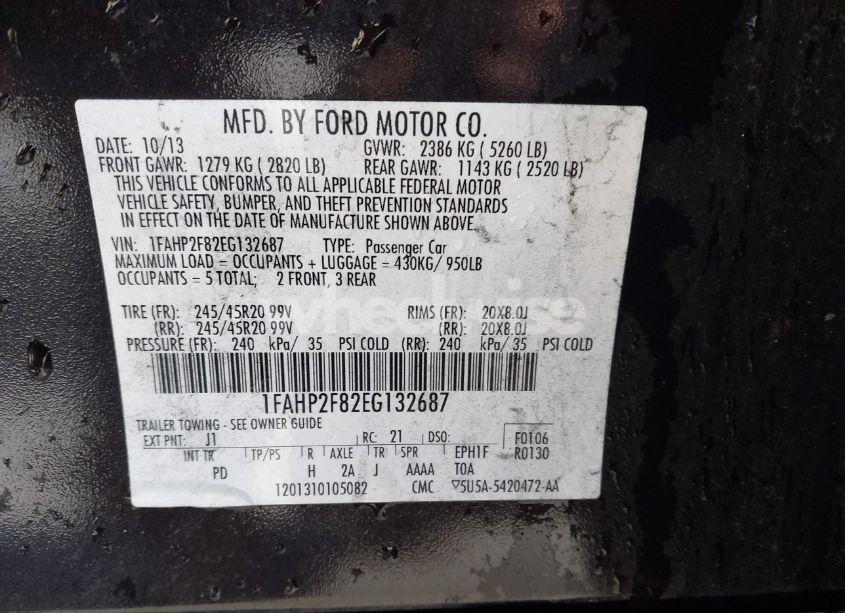 MFD. BY FORD MOTOR CO.
DATE: 10/13 GVWR: 2386 KG ( 5260 LB)
FRONT GAWR: 1279 KG ( 2820 LB) REAR GAWR: 1143 KG ( 2520 LB)
THIS VEHICLE CONFORMS TO ALL APPLICABLE FEDERAL MOTOR
VEHICLE SAFETY, BUMPER, AND THEFT PREVENTION STANDARDS
IN EFFECT ON THE DATE OF MANUFACTURE SHOWN ABOVE.
VIN: 1FAHP2F82EG132687 TYPE: Passenger Car
MAXIMUM LOAD = OCCUPANTS + LUGGAGE = 430KG/ 950LB
OCCUPANTS = 5 TOTAL; 2 FRONT, 3 REAR
TIRE (FR): 245/45R20 99V RIMS (FR): 20X8.0J
(RR): 245/45R20 99V (RR): 20X8.0J
PRESSURE (FR): 240 kPa/ 35 PSI COLD (RR): 240 kPa/ 35 PSI COLD
1FAHP2F82EG132687
TRAILER TOWING - SEE OWNER GUIDE
EXT PNT: J1 RC: 21 DSO: F0106
INT TR TP/PS R AXLE TR SPR EPH1F R0130
PD H 2A J AAAA TOA
1201310105082 CMC ▽5U5A-5420472-AA